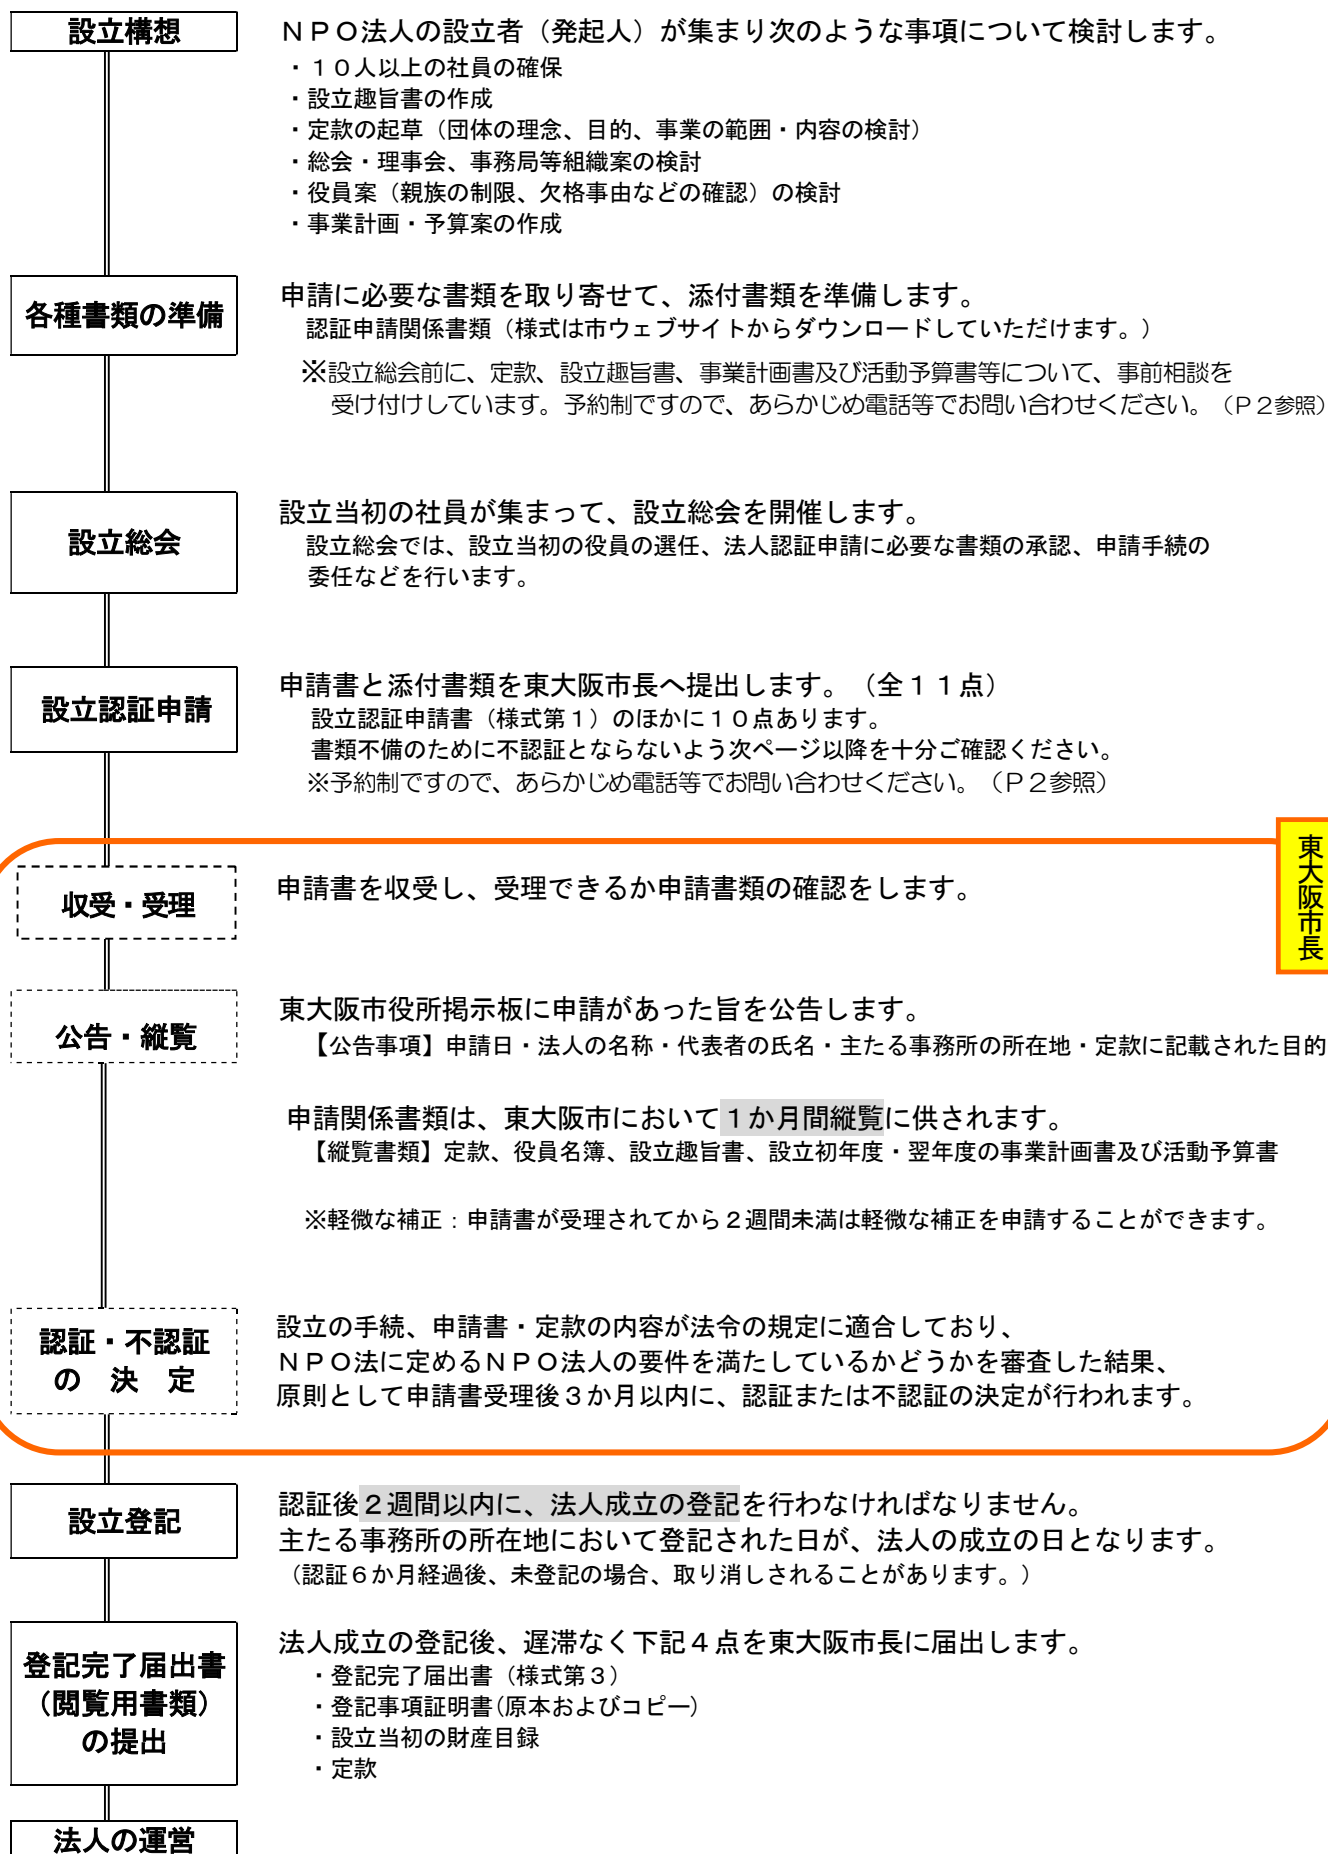 設立構想
ＮＰＯ法人の設立者（発起人）が集まり次のような事項について検討します。
・１０人以上の社員の確保
・設立趣旨書の作成
・定款の起草（団体の理念、目的、事業の範囲・内容の検討）
・総会・理事会、事務局等組織案の検討
・役員案（親族の制限、欠格事由などの確認）の検討
・事業計画・予算案の作成
各種書類の準備
申請に必要な書類を取り寄せて、添付書類を準備します。
認証申請関係書類（様式は市ウェブサイトからダウンロードしていただけます。）
※設立総会前に、定款、設立趣旨書、事業計画書及び活動予算書等について、事前相談を
受け付けしています。予約制ですので、あらかじめ電話等でお問い合わせください。（Ｐ２参照）
設立総会
設立当初の社員が集まって、設立総会を開催します。
設立総会では、設立当初の役員の選任、法人認証申請に必要な書類の承認、申請手続の
委任などを行います。
設立認証申請
申請書と添付書類を東大阪市長へ提出します。（全１１点）
設立認証申請書（様式第１）のほかに１０点あります。
書類不備のために不認証とならないよう次ページ以降を十分ご確認ください。
※予約制ですので、あらかじめ電話等でお問い合わせください。（Ｐ２参照）
東大阪市長
収受・受理
申請書を収受し、受理できるか申請書類の確認をします。
公告・縦覧
東大阪市役所掲示板に申請があった旨を公告します。
【公告事項】申請日・法人の名称・代表者の氏名・主たる事務所の所在地・定款に記載された目的
申請関係書類は、東大阪市において１か月間縦覧に供されます。
【縦覧書類】定款、役員名簿、設立趣旨書、設立初年度・翌年度の事業計画書及び活動予算書
※軽微な補正：申請書が受理されてから２週間未満は軽微な補正を申請することができます。
認証・不認証
の　決　定
設立の手続、申請書・定款の内容が法令の規定に適合しており、
ＮＰＯ法に定めるＮＰＯ法人の要件を満たしているかどうかを審査した結果、
原則として申請書受理後３か月以内に、認証または不認証の決定が行われます。
設立登記
認証後２週間以内に、法人成立の登記を行わなければなりません。
主たる事務所の所在地において登記された日が、法人の成立の日となります。
（認証６か月経過後、未登記の場合、取り消しされることがあります。）
登記完了届出書
（閲覧用書類）
の提出
法人成立の登記後、遅滞なく下記４点を東大阪市長に届出します。
・登記完了届出書（様式第３）
・登記事項証明書（原本およびコピー）
・設立当初の財産目録
・定款
法人の運営